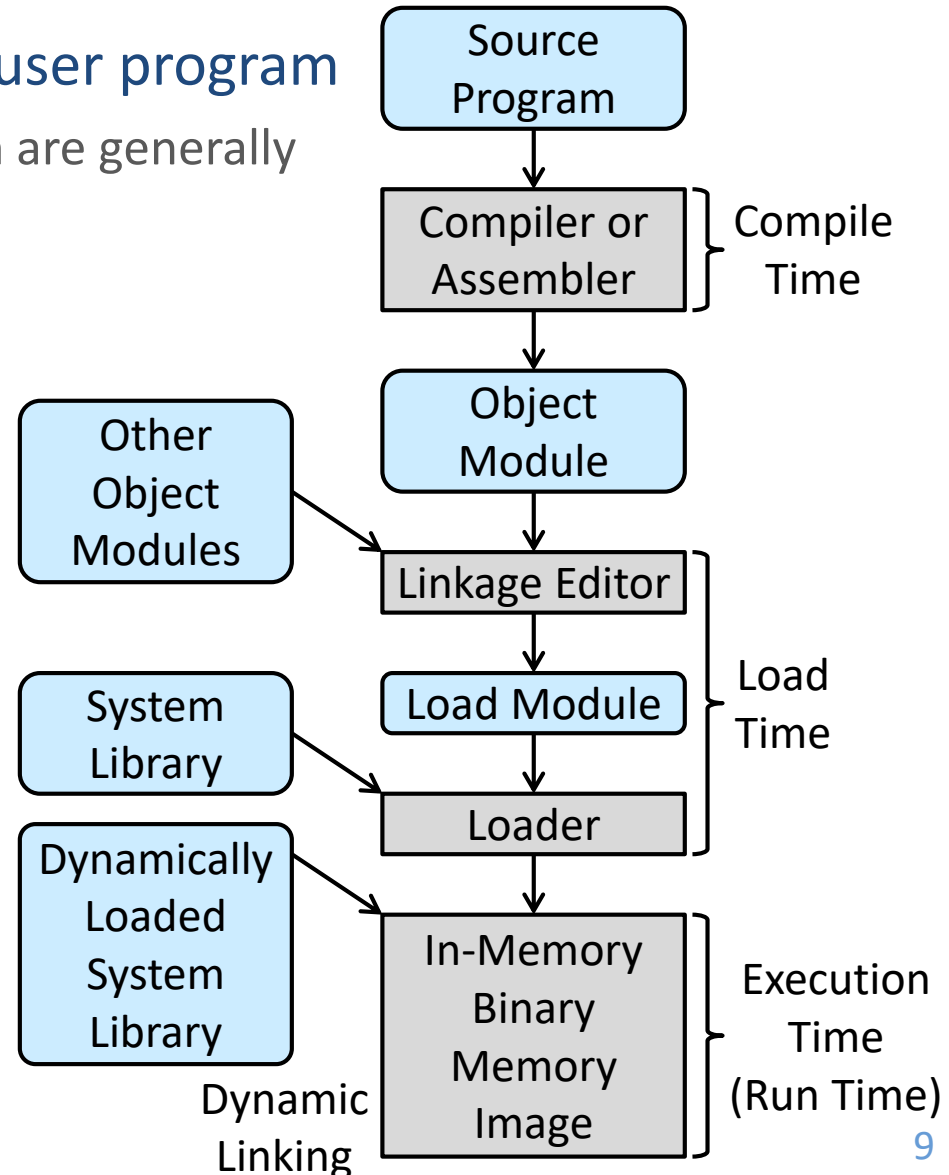 user program
are generally
Source
Program
Compiler or
Assembler
Compile
Time
Object
Module
Other
Object
Modules
Linkage Editor
Load Module
Load
Time
System
Library
Loader
Dynamically
Loaded
System
Library
In-Memory
Binary
Memory
Image
Execution
Time
(Run Time)
Dynamic
Linking
9